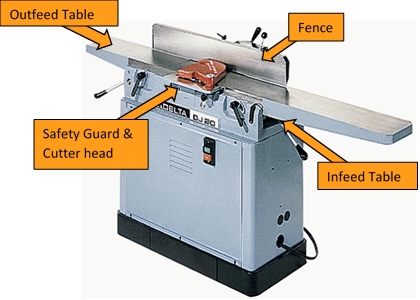 Outfeed Table
Fence
Safety Guard &
Cutter head
DELTA
DJ 20
Infeed Table